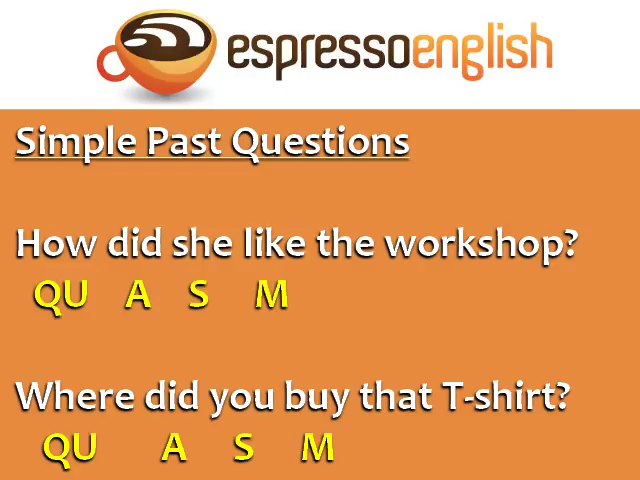 espressoenglish
Simple Past Questions
How did she like the workshop?
QU A S M
Where did you buy that T-shirt?
QU A S M